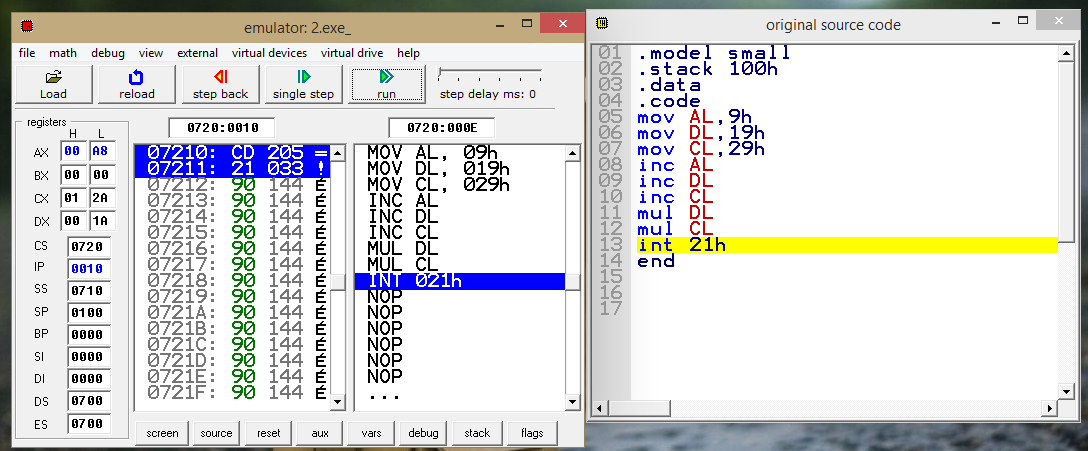 emulator: 2.exe_
file math debug view external virtual devices virtual drive help
Load reload step back single step run step delay ms: 0
registers
H L
AX 00 A8
BX 00 00
CX 01 2A
DX 00 1A
CS 0720
IP 0010
SS 0710
SP 0100
BP 0000
SI 0000
DI 0000
DS 0700
ES 0700
0720:0010
07210: CD 205 =
07211: 21 033 !
07212: 90 144 É
07213: 90 144 É
07214: 90 144 É
07215: 90 144 É
07216: 90 144 É
07217: 90 144 É
07218: 90 144 É
07219: 90 144 É
0721A: 90 144 É
0721B: 90 144 É
0721C: 90 144 É
0721D: 90 144 É
0721E: 90 144 É
0721F: 90 144 É
0720:000E
MOV AL, 09h
MOV DL, 019h
MOV CL, 029h
INC AL
INC DL
INC CL
MUL DL
MUL CL
INT 021h
NOP
NOP
NOP
NOP
NOP
NOP
...
screen source reset aux vars debug stack flags
original source code
01 .model small
02 .stack 100h
03 .data
04 .code
05 mov AL,9h
06 mov DL,19h
07 mov CL,29h
08 inc AL
09 inc DL
10 inc CL
11 mul DL
12 mul CL
13 int 21h
14 end
15
16
17